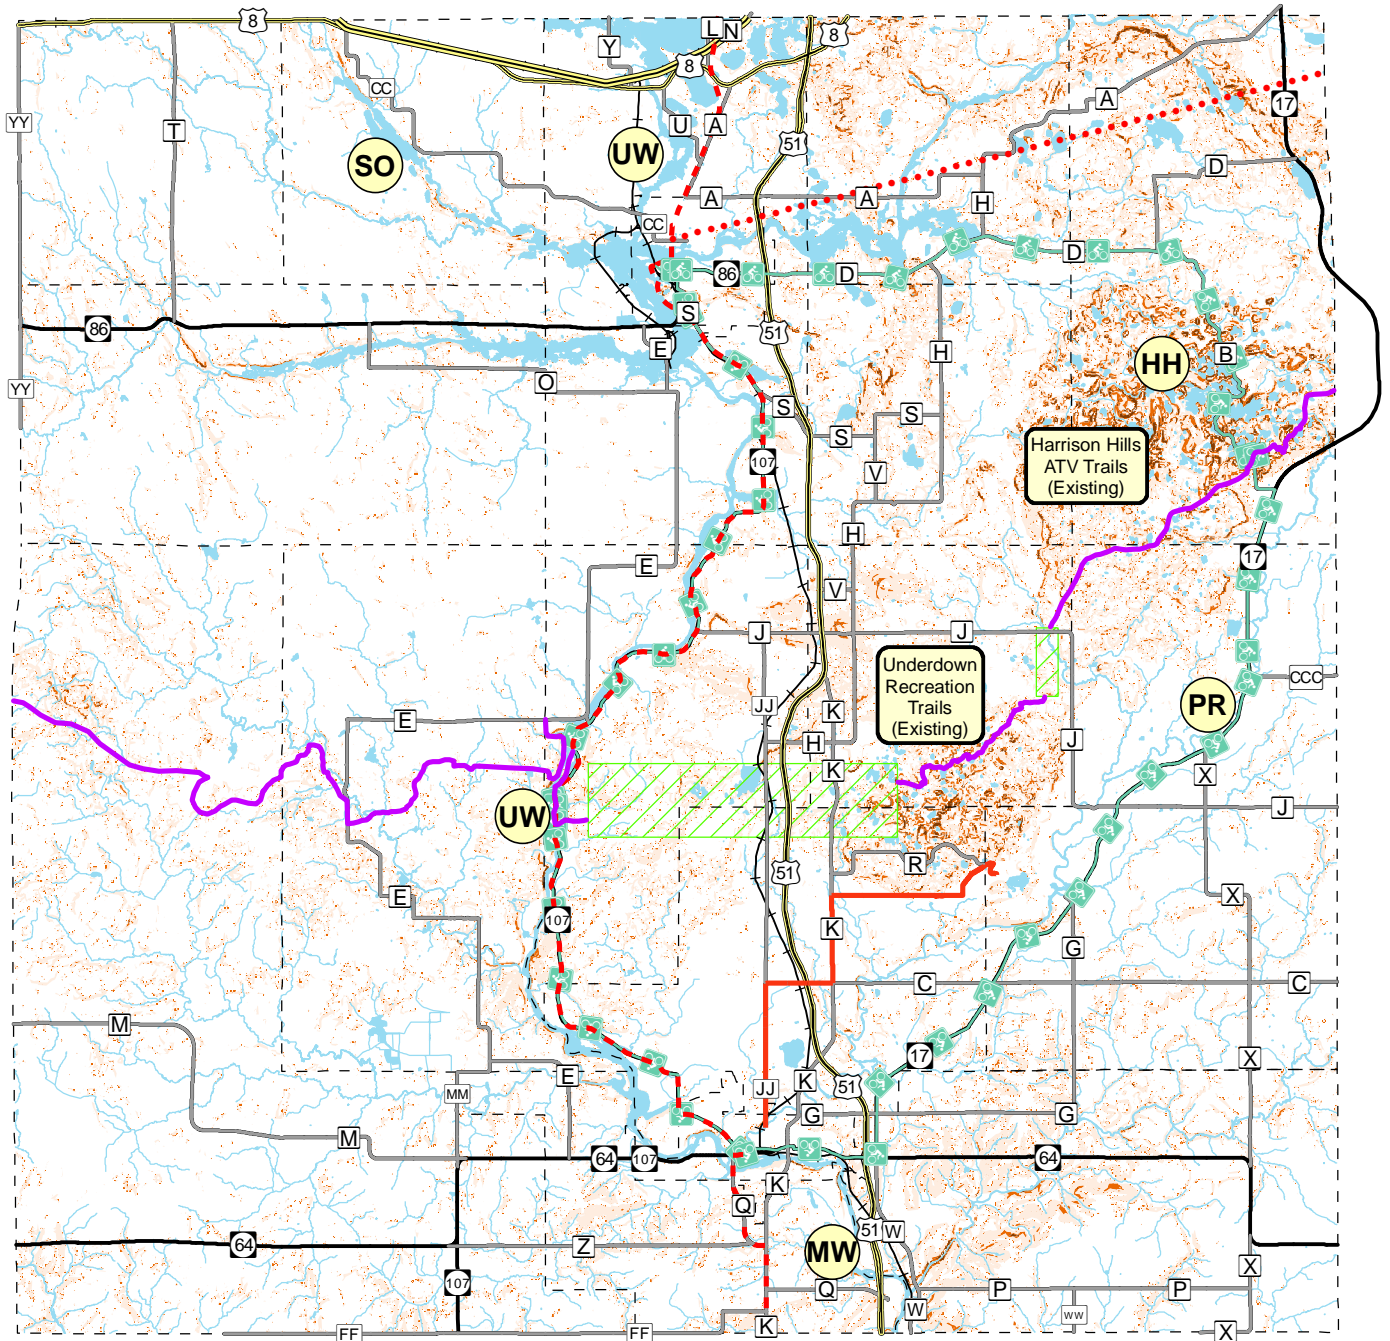 8
L N
8
Y
8
CC
A
17
YY
T
U
A
51
SO
UW
D
A
A
H
CC
86
D
D
S
86
51
E
H
B
HH
YY
O
S
S
S
Harrison Hills
ATV Trails
(Existing)
107
V
H
17
E
V
J
J
Underdown
Recreation
Trails
(Existing)
CCC
JJ
K
PR
E
H
J
K
X
UW
J
R
51
E
X
107
K
G
C
C
M
17
X
E
JJ
K
51
MM
G
G
M
64
107
64
K
Q
51
W
64
Z
MW
X
107
Q
P
P
W
WW
FF
FF
K
X